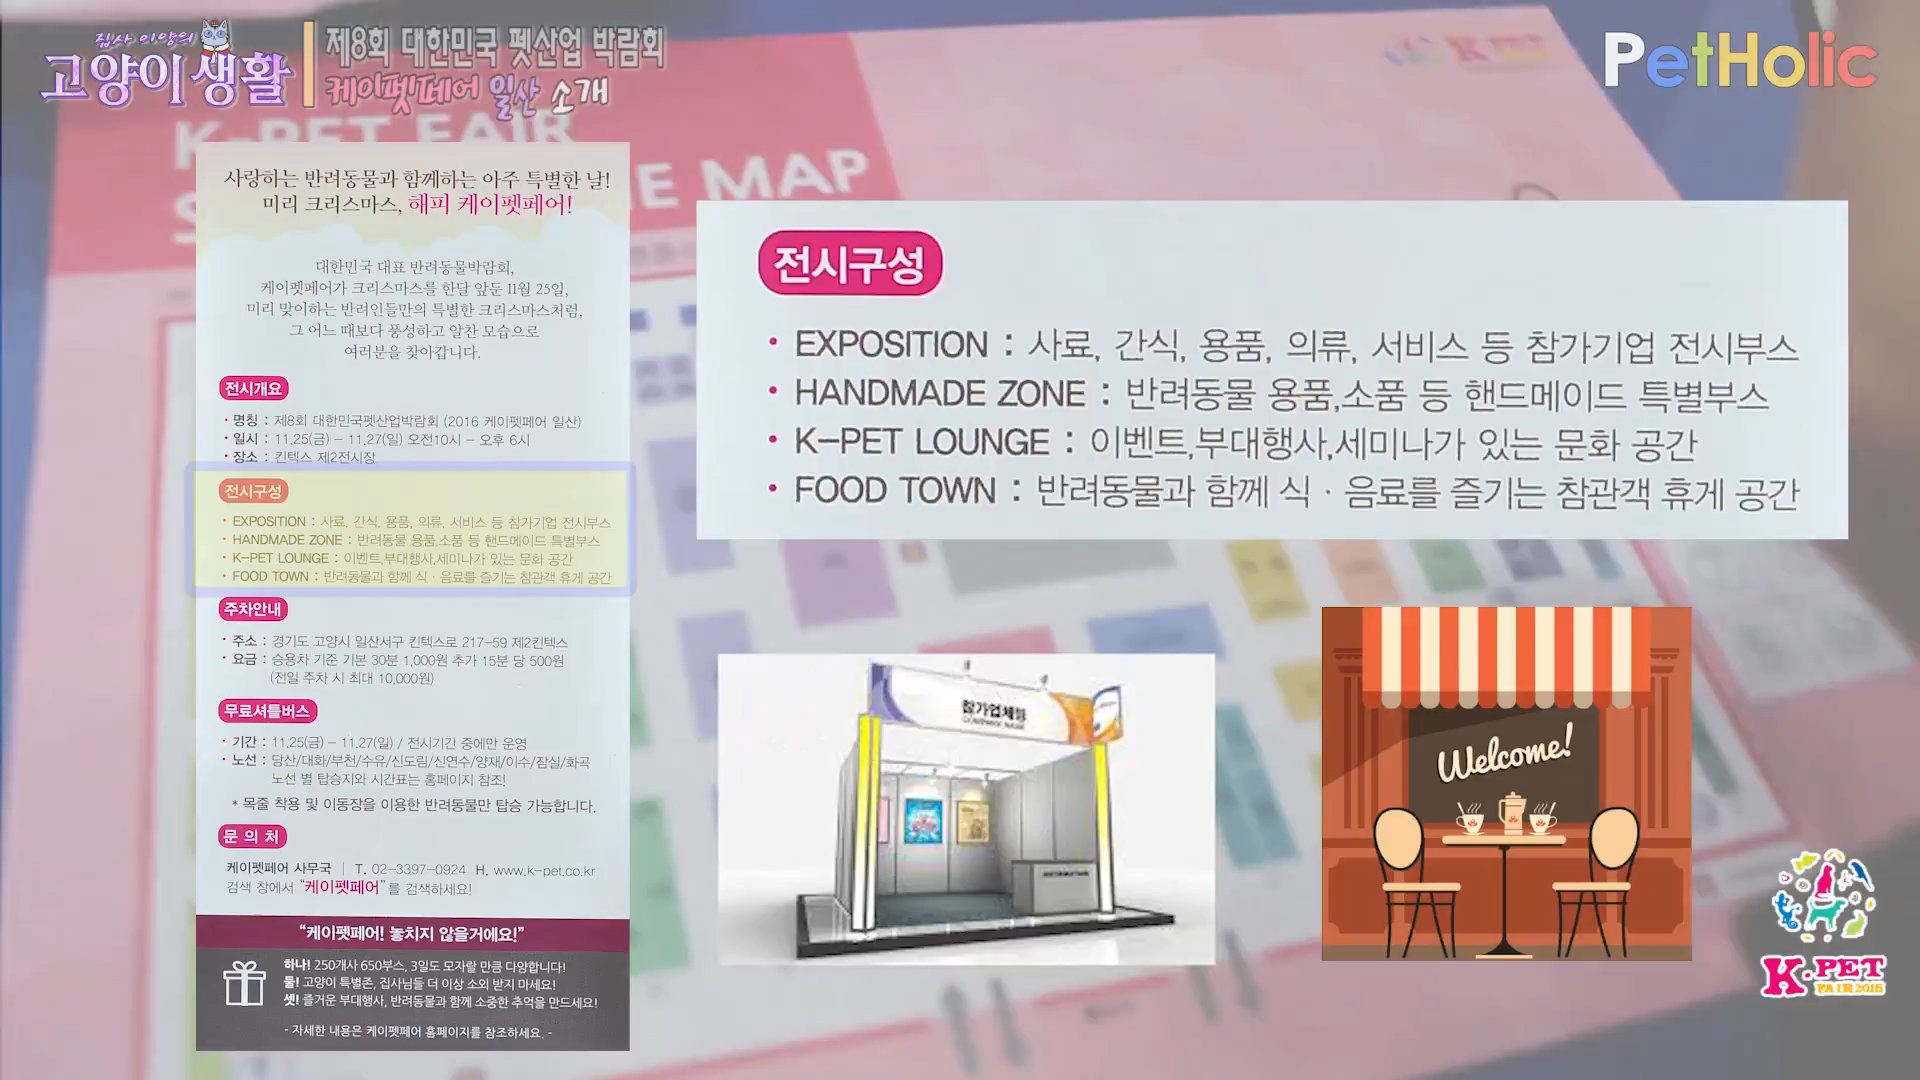 집사 이양의
고양이 생활
제8회 대한민국 펫산업 박람회
케이펫페어 일산 소개
PetHolic
K-PET FAIR
MAP
사랑하는 반려동물과 함께하는 아주 특별한 날!
미리 크리스마스, 해피 케이펫페어!
대한민국 대표 반려동물박람회,
케이펫페어가 크리스마스를 한달 앞둔 11월 25일,
미리 맞이하는 반려인들만의 특별한 크리스마스처럼,
그 어느 때보다 풍성하고 알찬 모습으로
여러분을 찾아갑니다.
전시개요
· 명칭 : 제8회 대한민국펫산업박람회 (2016 케이펫페어 일산)
· 일시 : 11.25(금) – 11.27(일) 오전10시 – 오후 6시
· 장소 : 킨텍스 제2전시장
전시구성
· EXPOSITION : 사료, 간식, 용품, 의류, 서비스 등 참가기업 전시부스
· HANDMADE ZONE : 반려동물 용품,소품 등 핸드메이드 특별부스
· K–PET LOUNGE : 이벤트,부대행사,세미나가 있는 문화 공간
· FOOD TOWN : 반려동물과 함께 식 · 음료를 즐기는 참관객 휴게 공간
주차안내
· 주소 : 경기도 고양시 일산서구 킨텍스로 217–59 제2킨텍스
· 요금 : 승용차 기준 기본 30분 1,000원 추가 15분 당 500원
(전일 주차 시 최대 10,000원)
무료셔틀버스
· 기간 : 11.25(금) – 11.27(일) / 전시기간 중에만 운영
· 노선 : 당산/대화/부천/수유/신도림/신연수/양재/이수/잠실/화곡
노선 별 탑승지와 시간표는 홈페이지 참조!
* 목줄 착용 및 이동장을 이용한 반려동물만 탑승 가능합니다.
문 의 처
케이펫페어 사무국 | T. 02–3397–0924 H. www.k-pet.co.kr
검색 창에서 “케이펫페어”를 검색하세요!
“케이펫페어! 놓치지 않을거에요!”
하나! 250개사 650부스, 3일도 모자랄 만큼 다양합니다!
둘! 고양이 특별존, 집사님들 더 이상 소외 받지 마세요!
셋! 즐거운 부대행사, 반려동물과 함께 소중한 추억을 만드세요!
- 자세한 내용은 케이펫페어 홈페이지를 참조하세요. -
전시구성
• EXPOSITION : 사료, 간식, 용품, 의류, 서비스 등 참가기업 전시부스
• HANDMADE ZONE : 반려동물 용품,소품 등 핸드메이드 특별부스
• K–PET LOUNGE : 이벤트,부대행사,세미나가 있는 문화 공간
• FOOD TOWN : 반려동물과 함께 식 · 음료를 즐기는 참관객 휴게 공간
참가업체명
COMPANY NAME
INFORMATION
Welcome!
K-PET
FAIR 2016